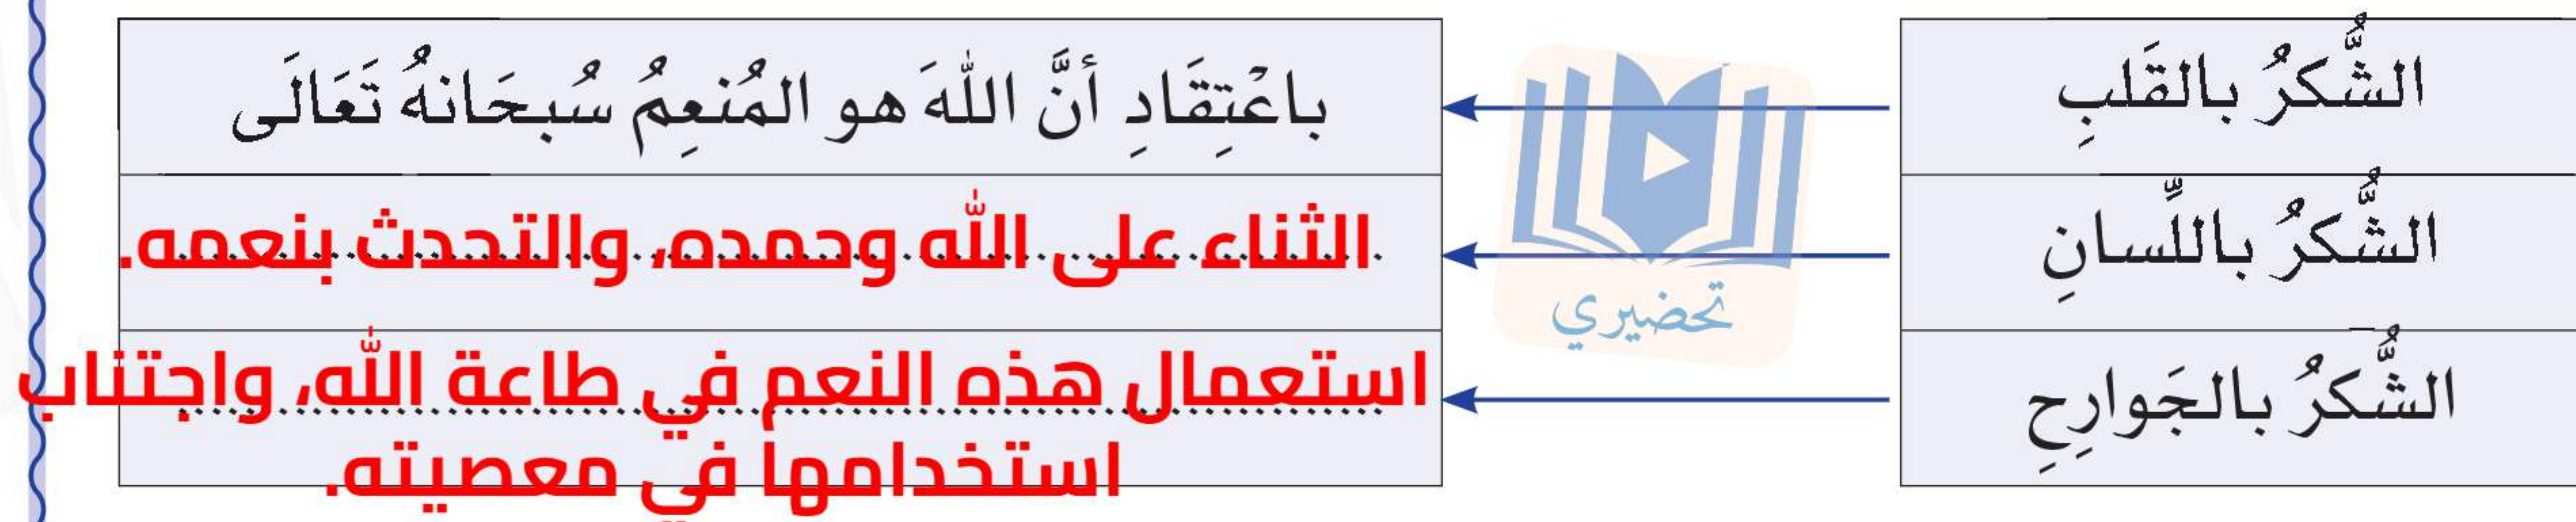 الشُّكرُ بالقَلبِ
باعْتِقَادِ أنَّ اللهَ هو المُنعِمُ سُبحَانهُ تَعَالَى
الشُّكرُ باللِّسانِ
الثناء على الله وحمده، والتحدث بنعمه.
الشُّكرُ بالجَوارِحِ
استعمال هذه النعم في طاعة الله، واجتناب
استخدامها في معصيته.
تحضيري